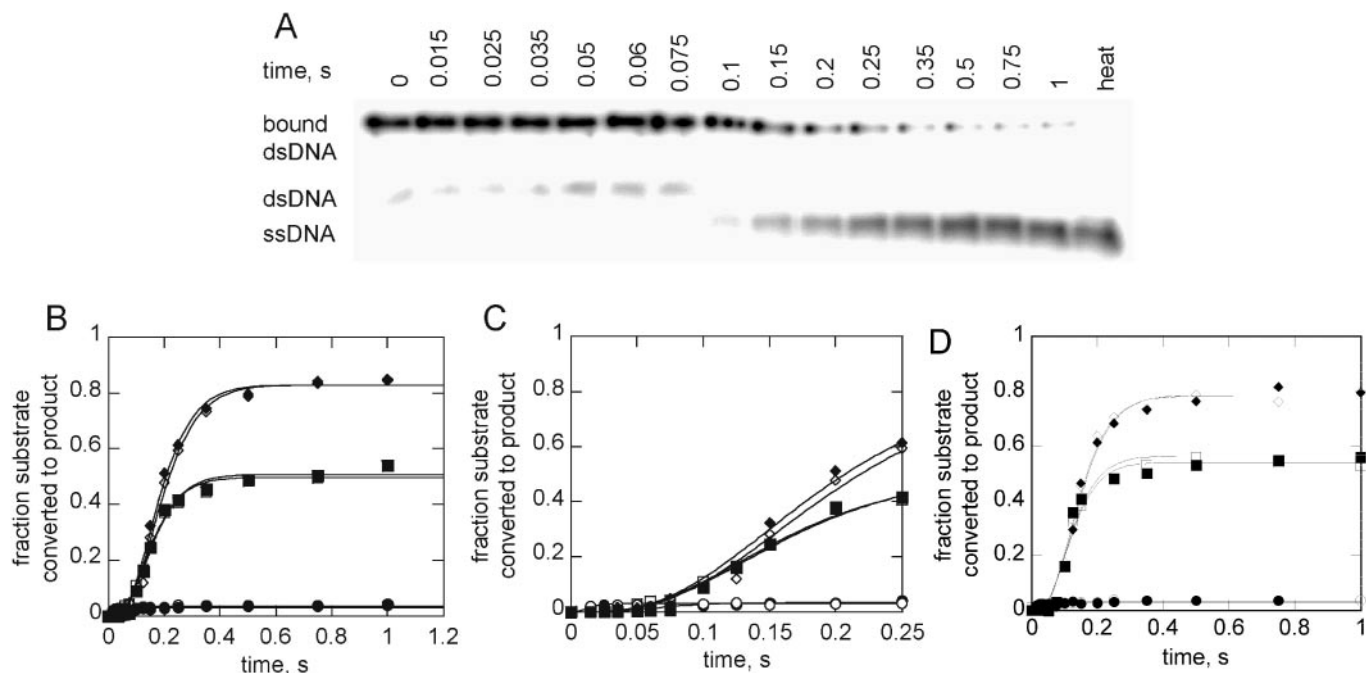 A
time, s 0 0.015 0.025 0.035 0.05 0.06 0.075 0.1 0.15 0.2 0.25 0.35 0.5 0.75 1 heat
bound
dsDNA
dsDNA
ssDNA
B
1
0.8
0.6
0.4
0.2
0
0 0.2 0.4 0.6 0.8 1.0 1.2
fraction substrate
converted to product
time, s
C
1
0.8
0.6
0.4
0.2
0
0 0.05 0.1 0.15 0.20 0.25
fraction substrate
converted to product
time, s
D
1
0.8
0.6
0.4
0.2
0
0 0.2 0.4 0.6 0.8 1
fraction substrate
converted to product
time, s